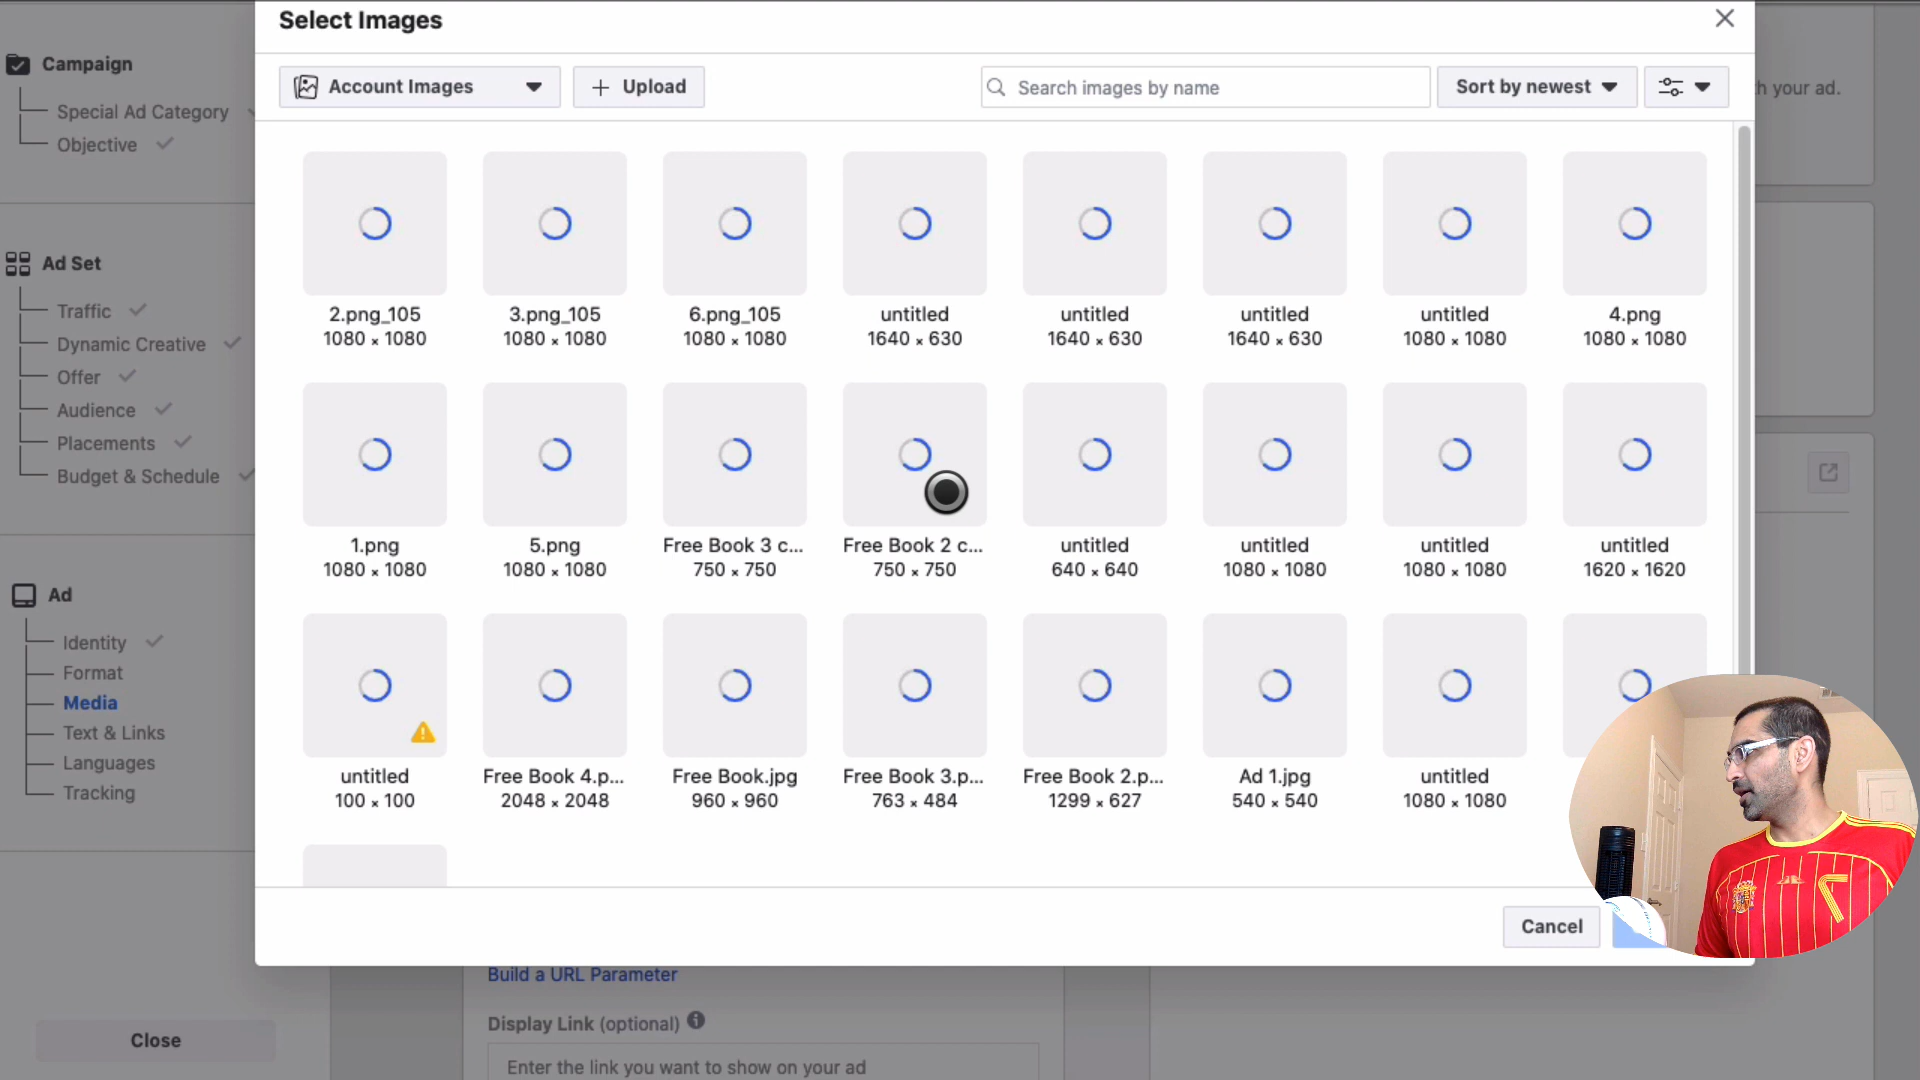 Select Images
Campaign
Special Ad Category
Objective
Ad Set
Traffic
Dynamic Creative
Offer
Audience
Placements
Budget & Schedule
Ad
Identity
Format
Media
Text & Links
Languages
Tracking
Close
Account Images
Upload
Search images by name
Sort by newest
h your ad.
2.png_105
1080 × 1080
3.png_105
1080 × 1080
6.png_105
1080 × 1080
untitled
1640 × 630
untitled
1640 × 630
untitled
1640 × 630
untitled
1080 × 1080
4.png
1080 × 1080
1.png
1080 × 1080
5.png
1080 × 1080
Free Book 3 c...
750 × 750
Free Book 2 c...
750 × 750
untitled
640 × 640
untitled
1080 × 1080
untitled
1080 × 1080
untitled
1620 × 1620
untitled
100 × 100
Free Book 4.p...
2048 × 2048
Free Book.jpg
960 × 960
Free Book 3.p...
763 × 484
Free Book 2.p...
1299 × 627
Ad 1.jpg
540 × 540
untitled
1080 × 1080
Cancel
Build a URL Parameter
Display Link (optional)
Enter the link you want to show on your ad